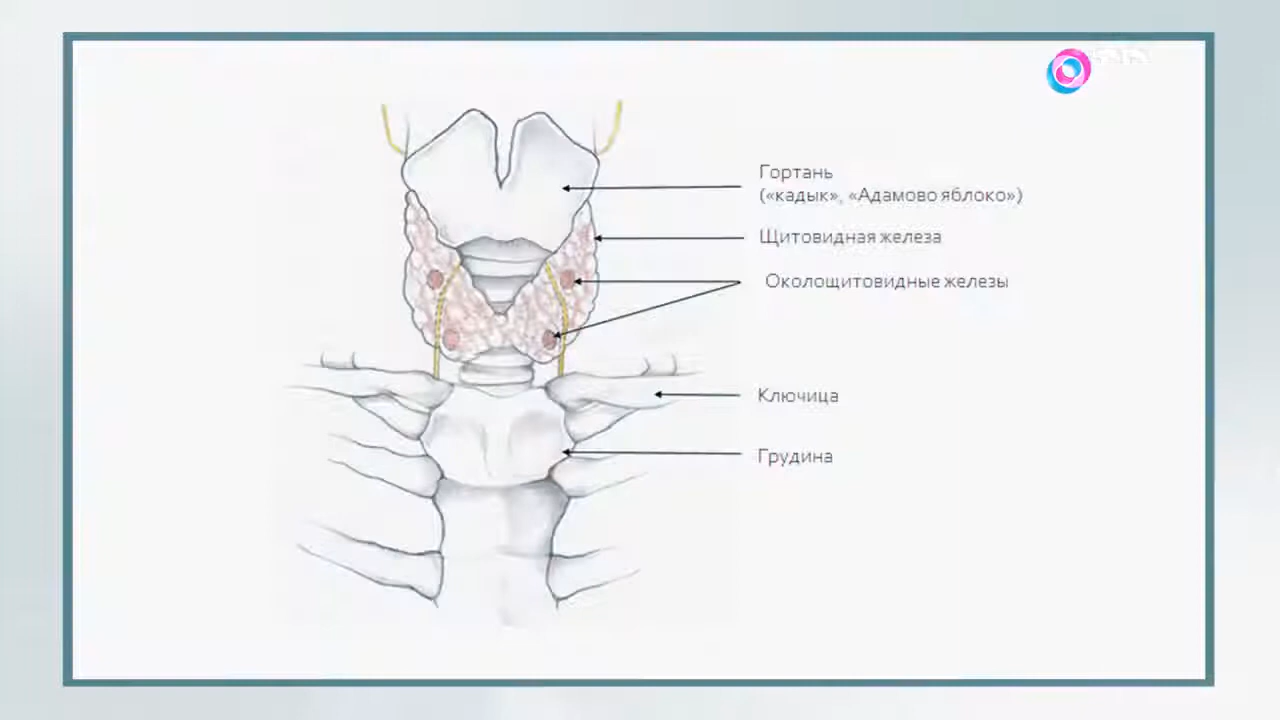 Гортань
(«кадык», «Адамово яблоко»)
Щитовидная железа
Околощитовидные железы
Ключица
Грудина